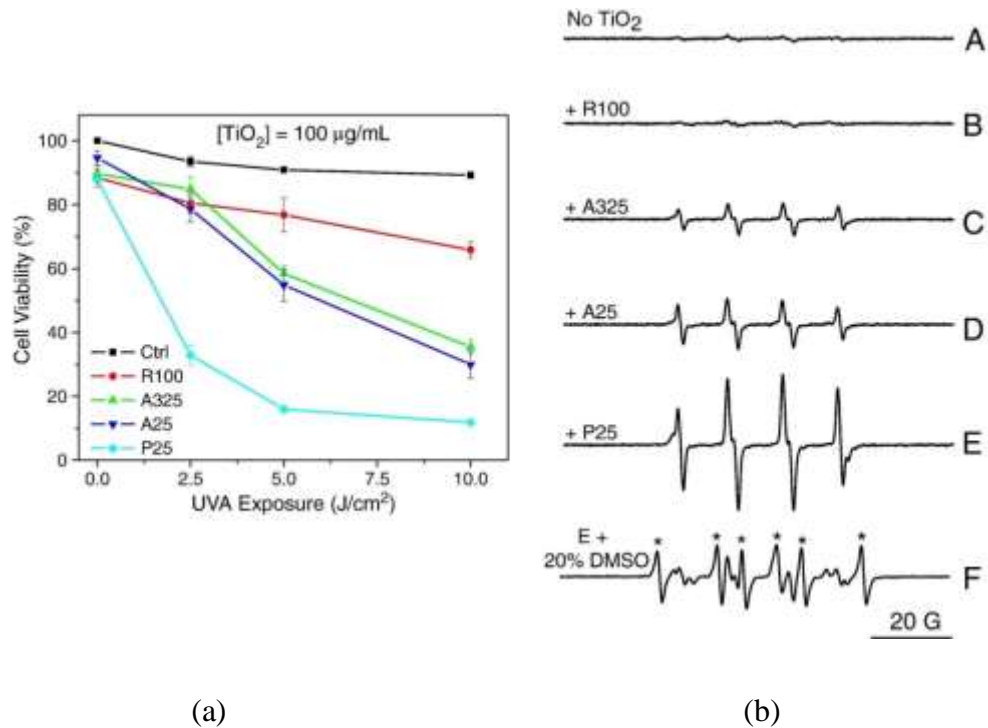 [TiO₂] = 100 μg/mL
Cell Viability (%)
100
80
60
40
20
0
Ctrl
R100
A325
A25
P25
0.0
2.5
5.0
7.5
10.0
UVA Exposure (J/cm²)
(a)
No TiO₂
A
+ R100
B
+ A325
C
+ A25
D
+ P25
E
E +
20% DMSO
* * * * * *
F
20 G
(b)